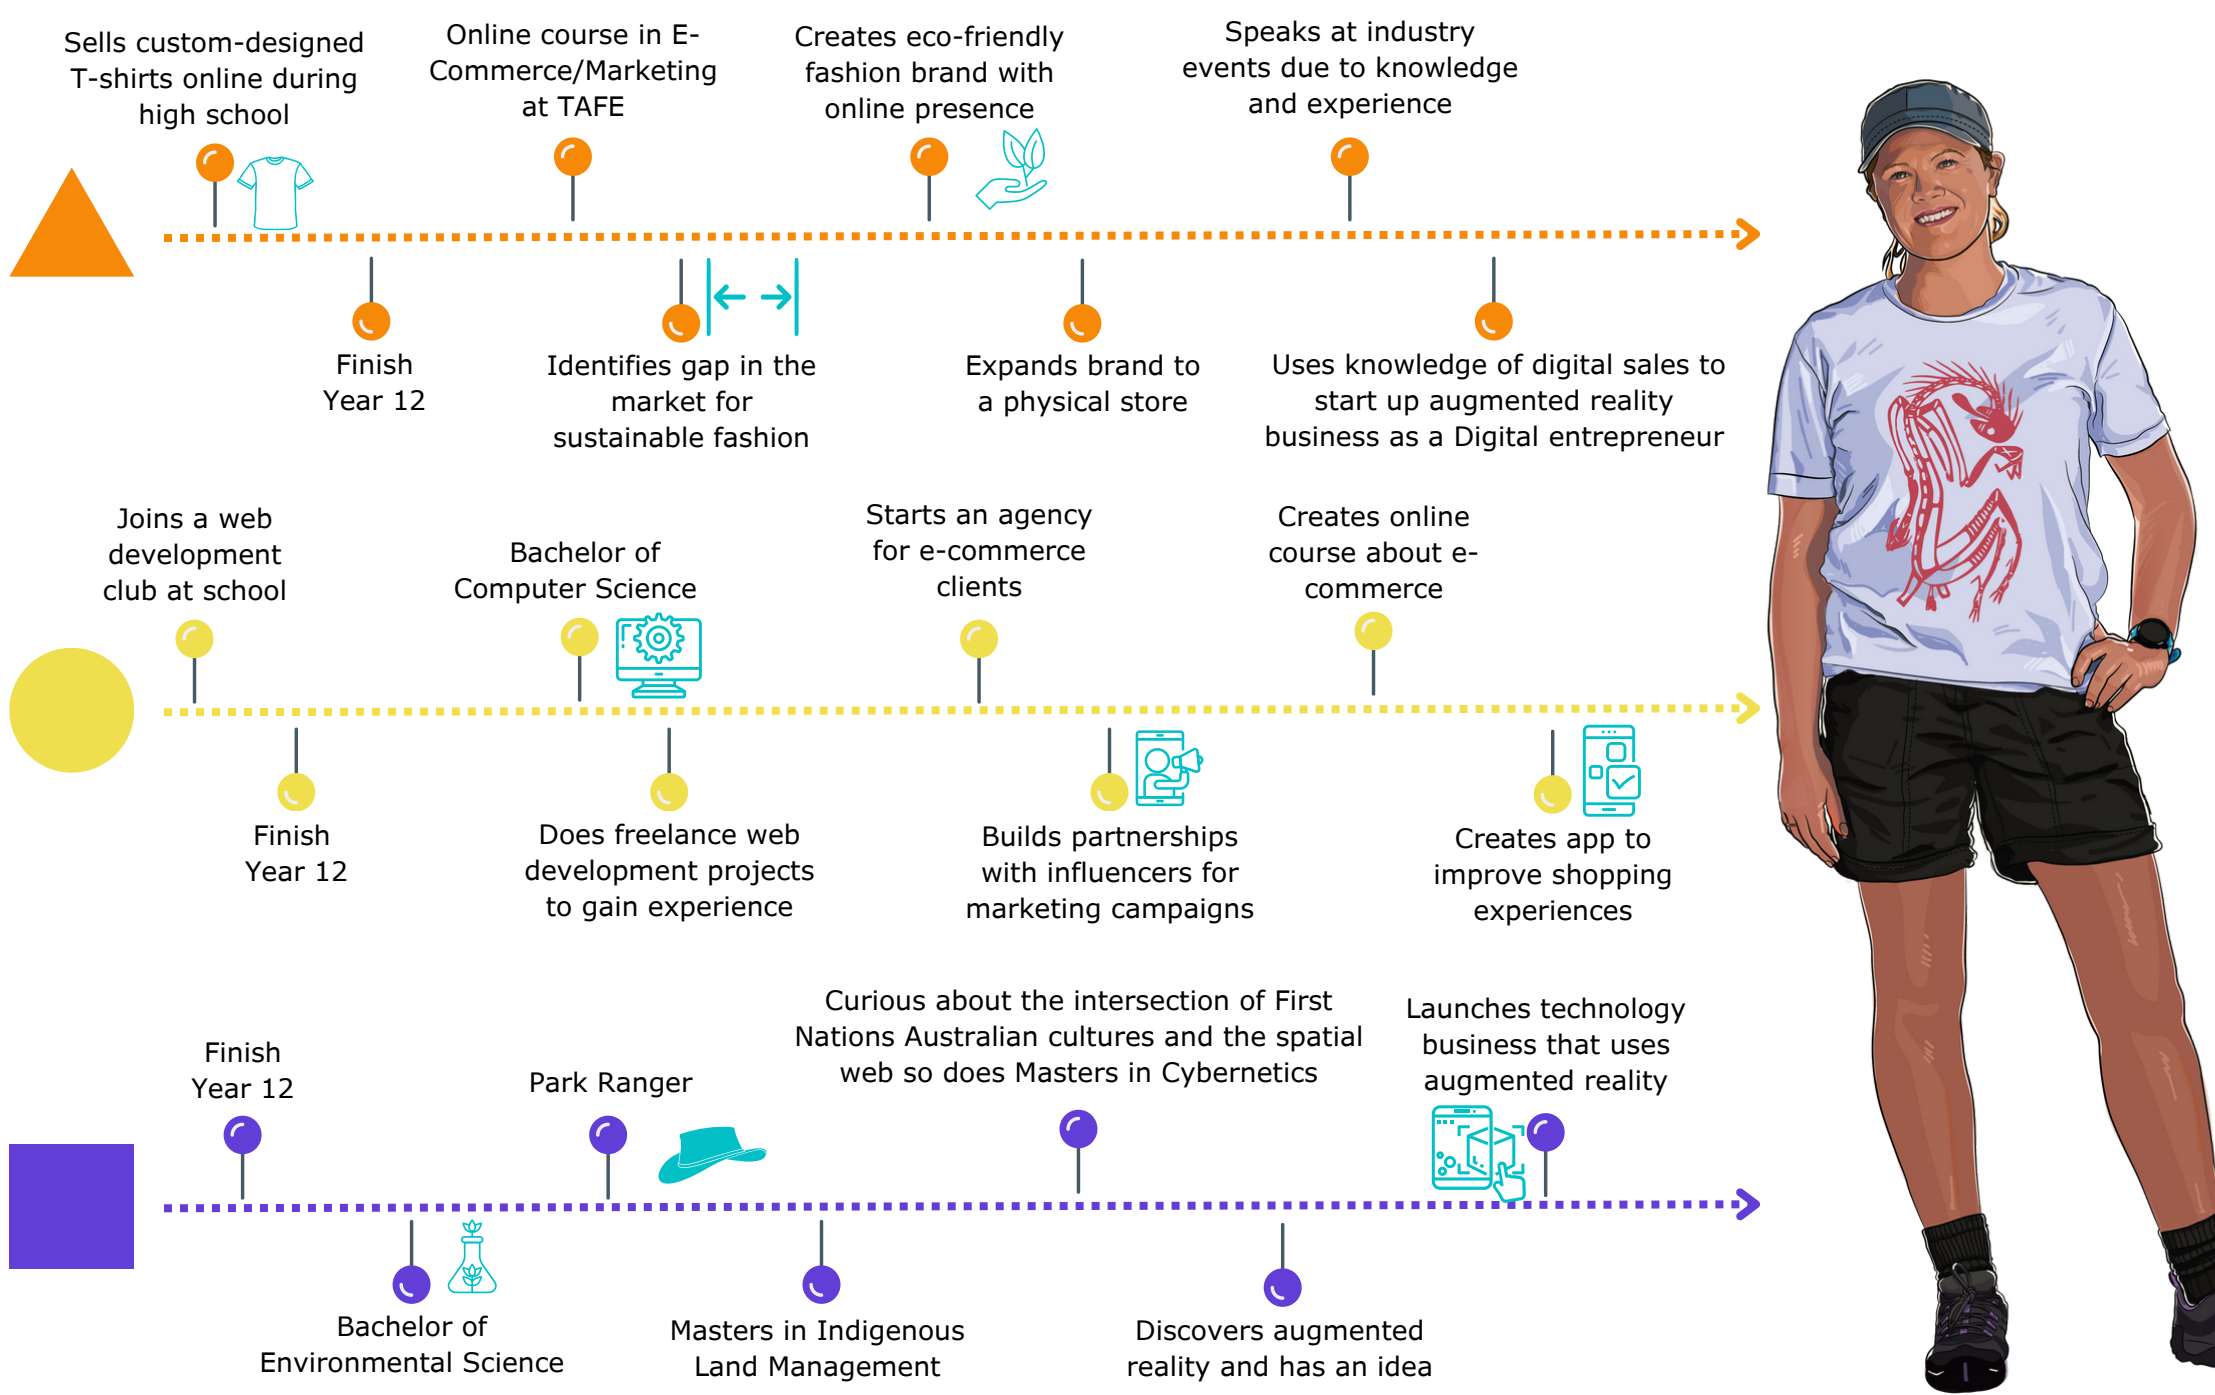 Sells custom-designed
T-shirts online during
high school
Finish
Year 12
Online course in E-
Commerce/Marketing
at TAFE
Identifies gap in the
market for
sustainable fashion
Creates eco-friendly
fashion brand with
online presence
Expands brand to
a physical store
Speaks at industry
events due to knowledge
and experience
Uses knowledge of digital sales to
start up augmented reality
business as a Digital entrepreneur
Joins a web
development
club at school
Finish
Year 12
Bachelor of
Computer Science
Does freelance web
development projects
to gain experience
Starts an agency
for e-commerce
clients
Builds partnerships
with influencers for
marketing campaigns
Creates online
course about e-
commerce
Creates app to
improve shopping
experiences
Finish
Year 12
Bachelor of
Environmental Science
Park Ranger
Masters in Indigenous
Land Management
Curious about the intersection of First
Nations Australian cultures and the spatial
web so does Masters in Cybernetics
Discovers augmented
reality and has an idea
Launches technology
business that uses
augmented reality